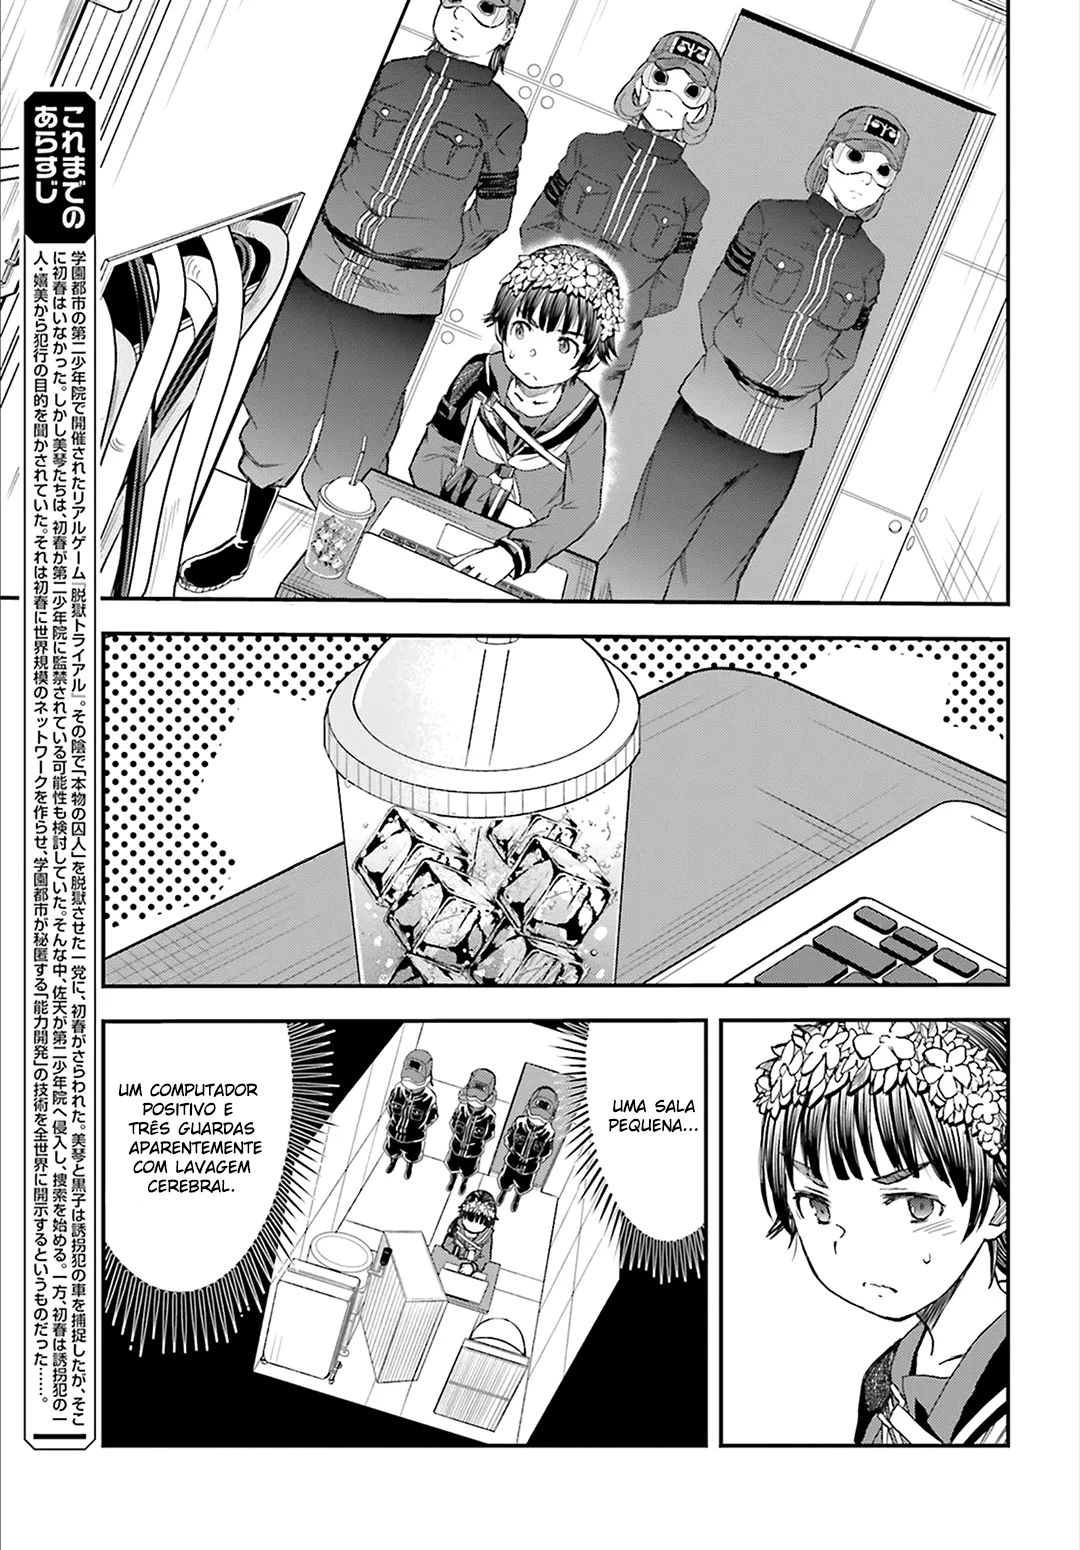 これまでの
あらすじ
学園都市の第二少年院で開催されたリアルゲーム『脱獄トライアル』。その陰で「本物の囚人」を脱獄させた一党に、初春がさらわれた。美琴と黒子は誘拐犯の車を捕捉したが、そこ
に初春はいなかった。しかし美琴たちは、初春が第二少年院に監禁されている可能性も検討していた。そんな中、佐天が第二少年院へ侵入し、捜索を始める。一方、初春は誘拐犯の一
人・嬉美から犯行の目的を聞かされていた。それは初春に世界規模のネットワークを作らせ、学園都市が秘匿する「能力開発」の技術を全世界に開示するというものだった……。
UMA SALA
PEQUENA...
UM COMPUTADOR
POSITIVO E
TRÊS GUARDAS
APARENTEMENTE
COM LAVAGEM
CEREBRAL.